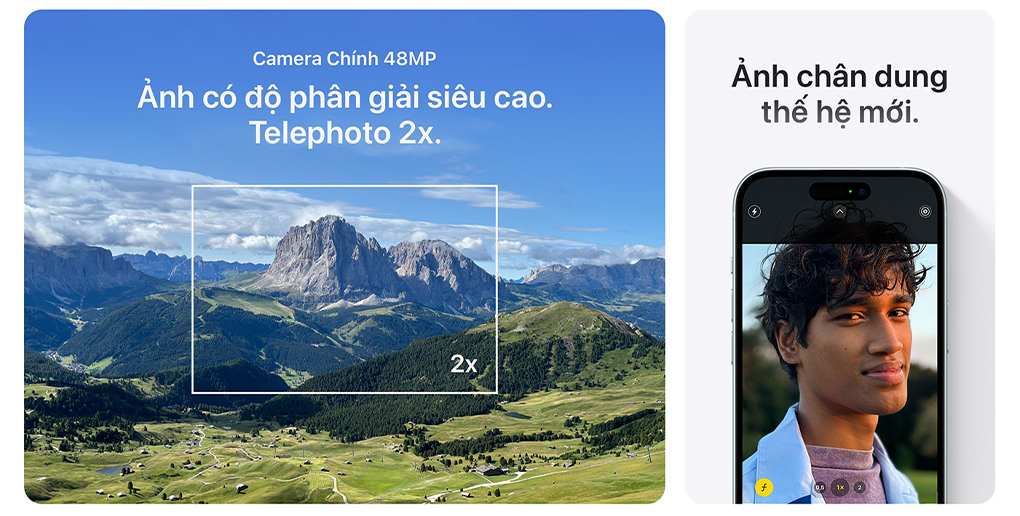 Camera Chính 48MP
Ảnh có độ phân giải siêu cao.
Telephoto 2x.
2x
Ảnh chân dung
thế hệ mới.
0,5 1× 2